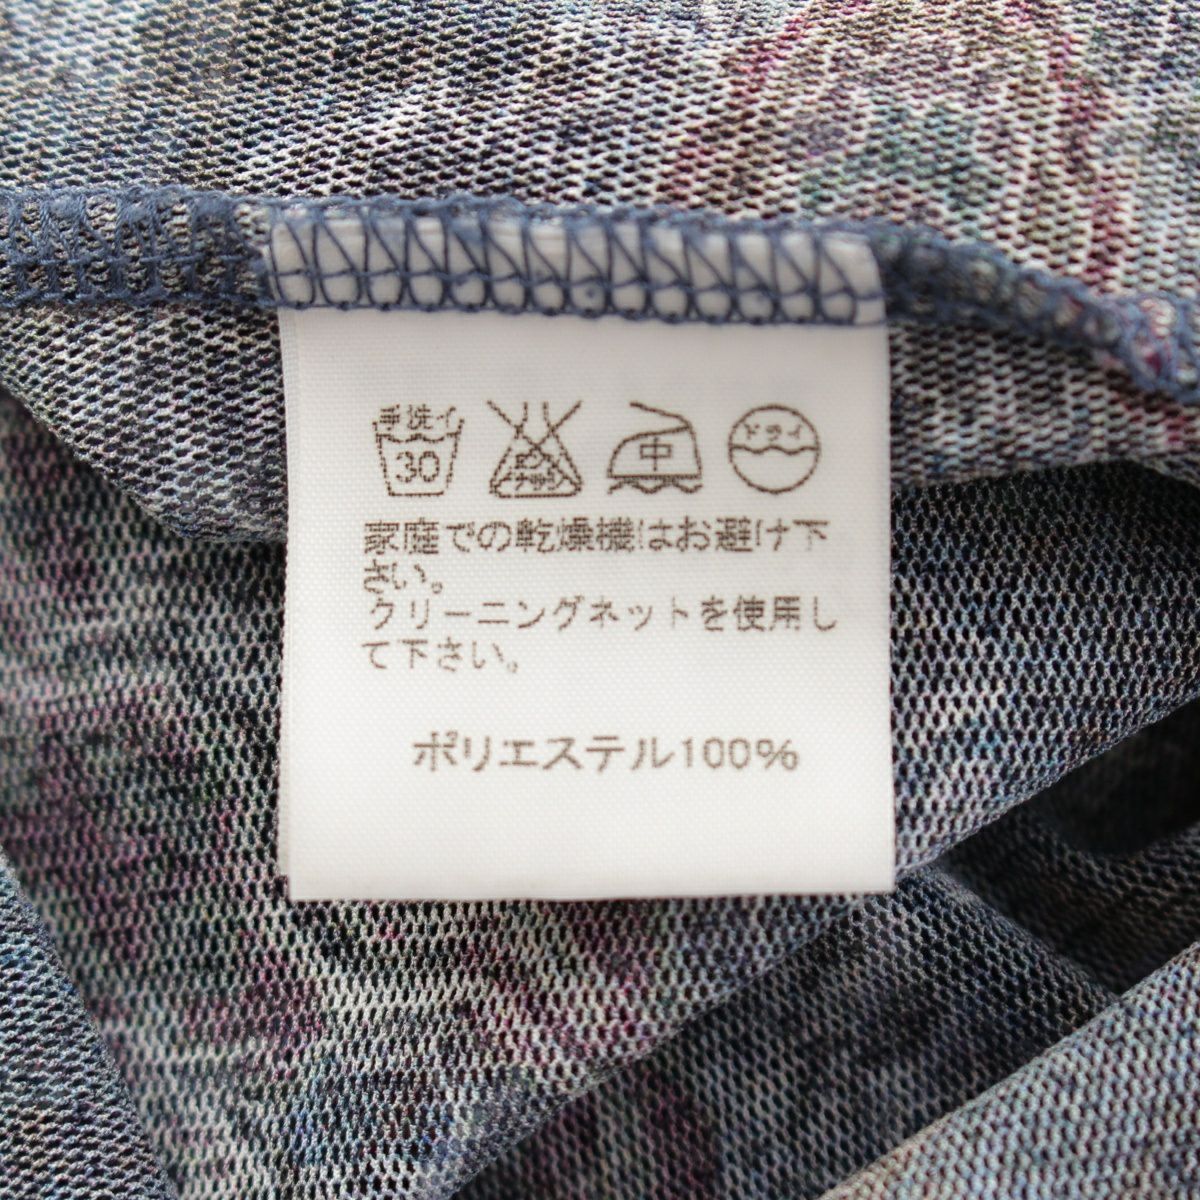 手洗イ
30
エンソサラシ
中
ドライ
家庭での乾燥機はお避け下
さい。
クリーニングネットを使用し
て下さい。
ポリエステル100%